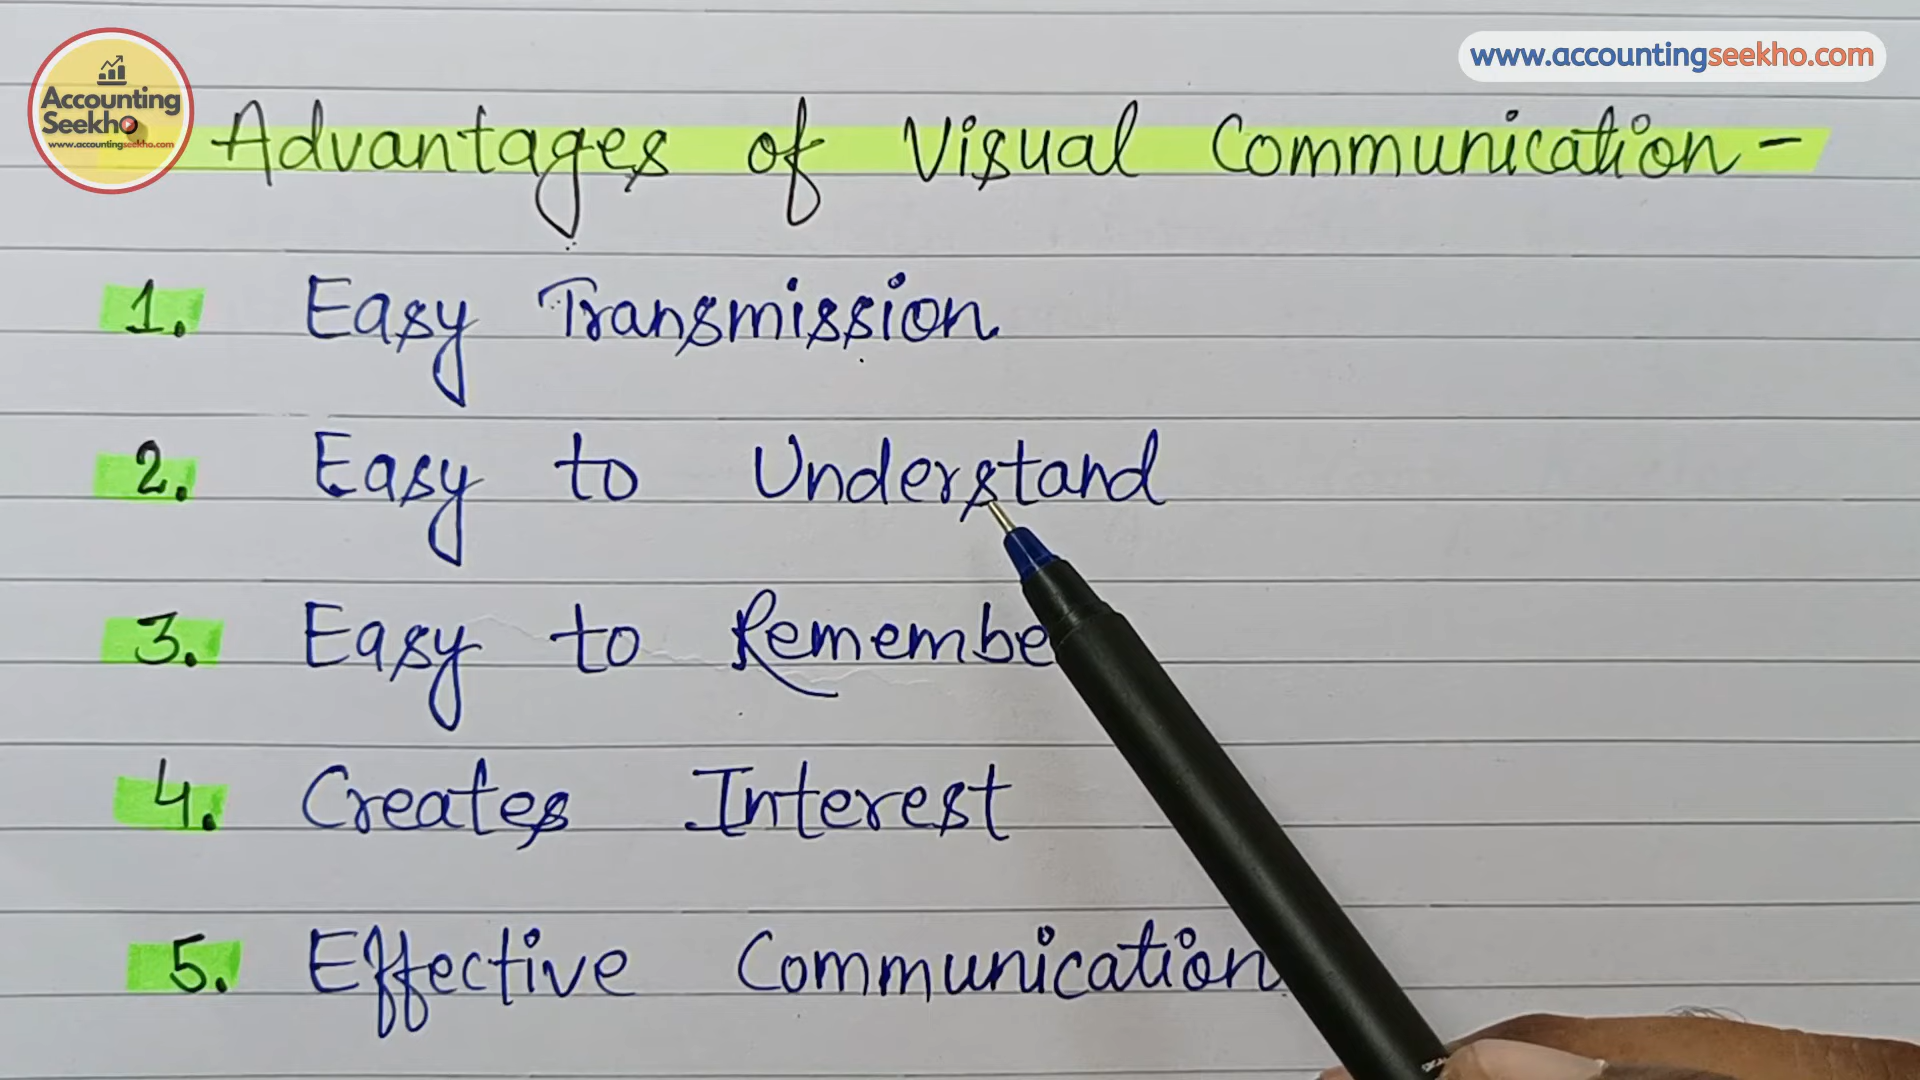 Accounting
Seekho
www.accountingseekho.com
www.accountingseekho.com
Advantages of Visual Communication -
1. Easy Transmission
2. Easy to Understand
3. Easy to Remembe
4. Creates Interest
5. Effective Communication